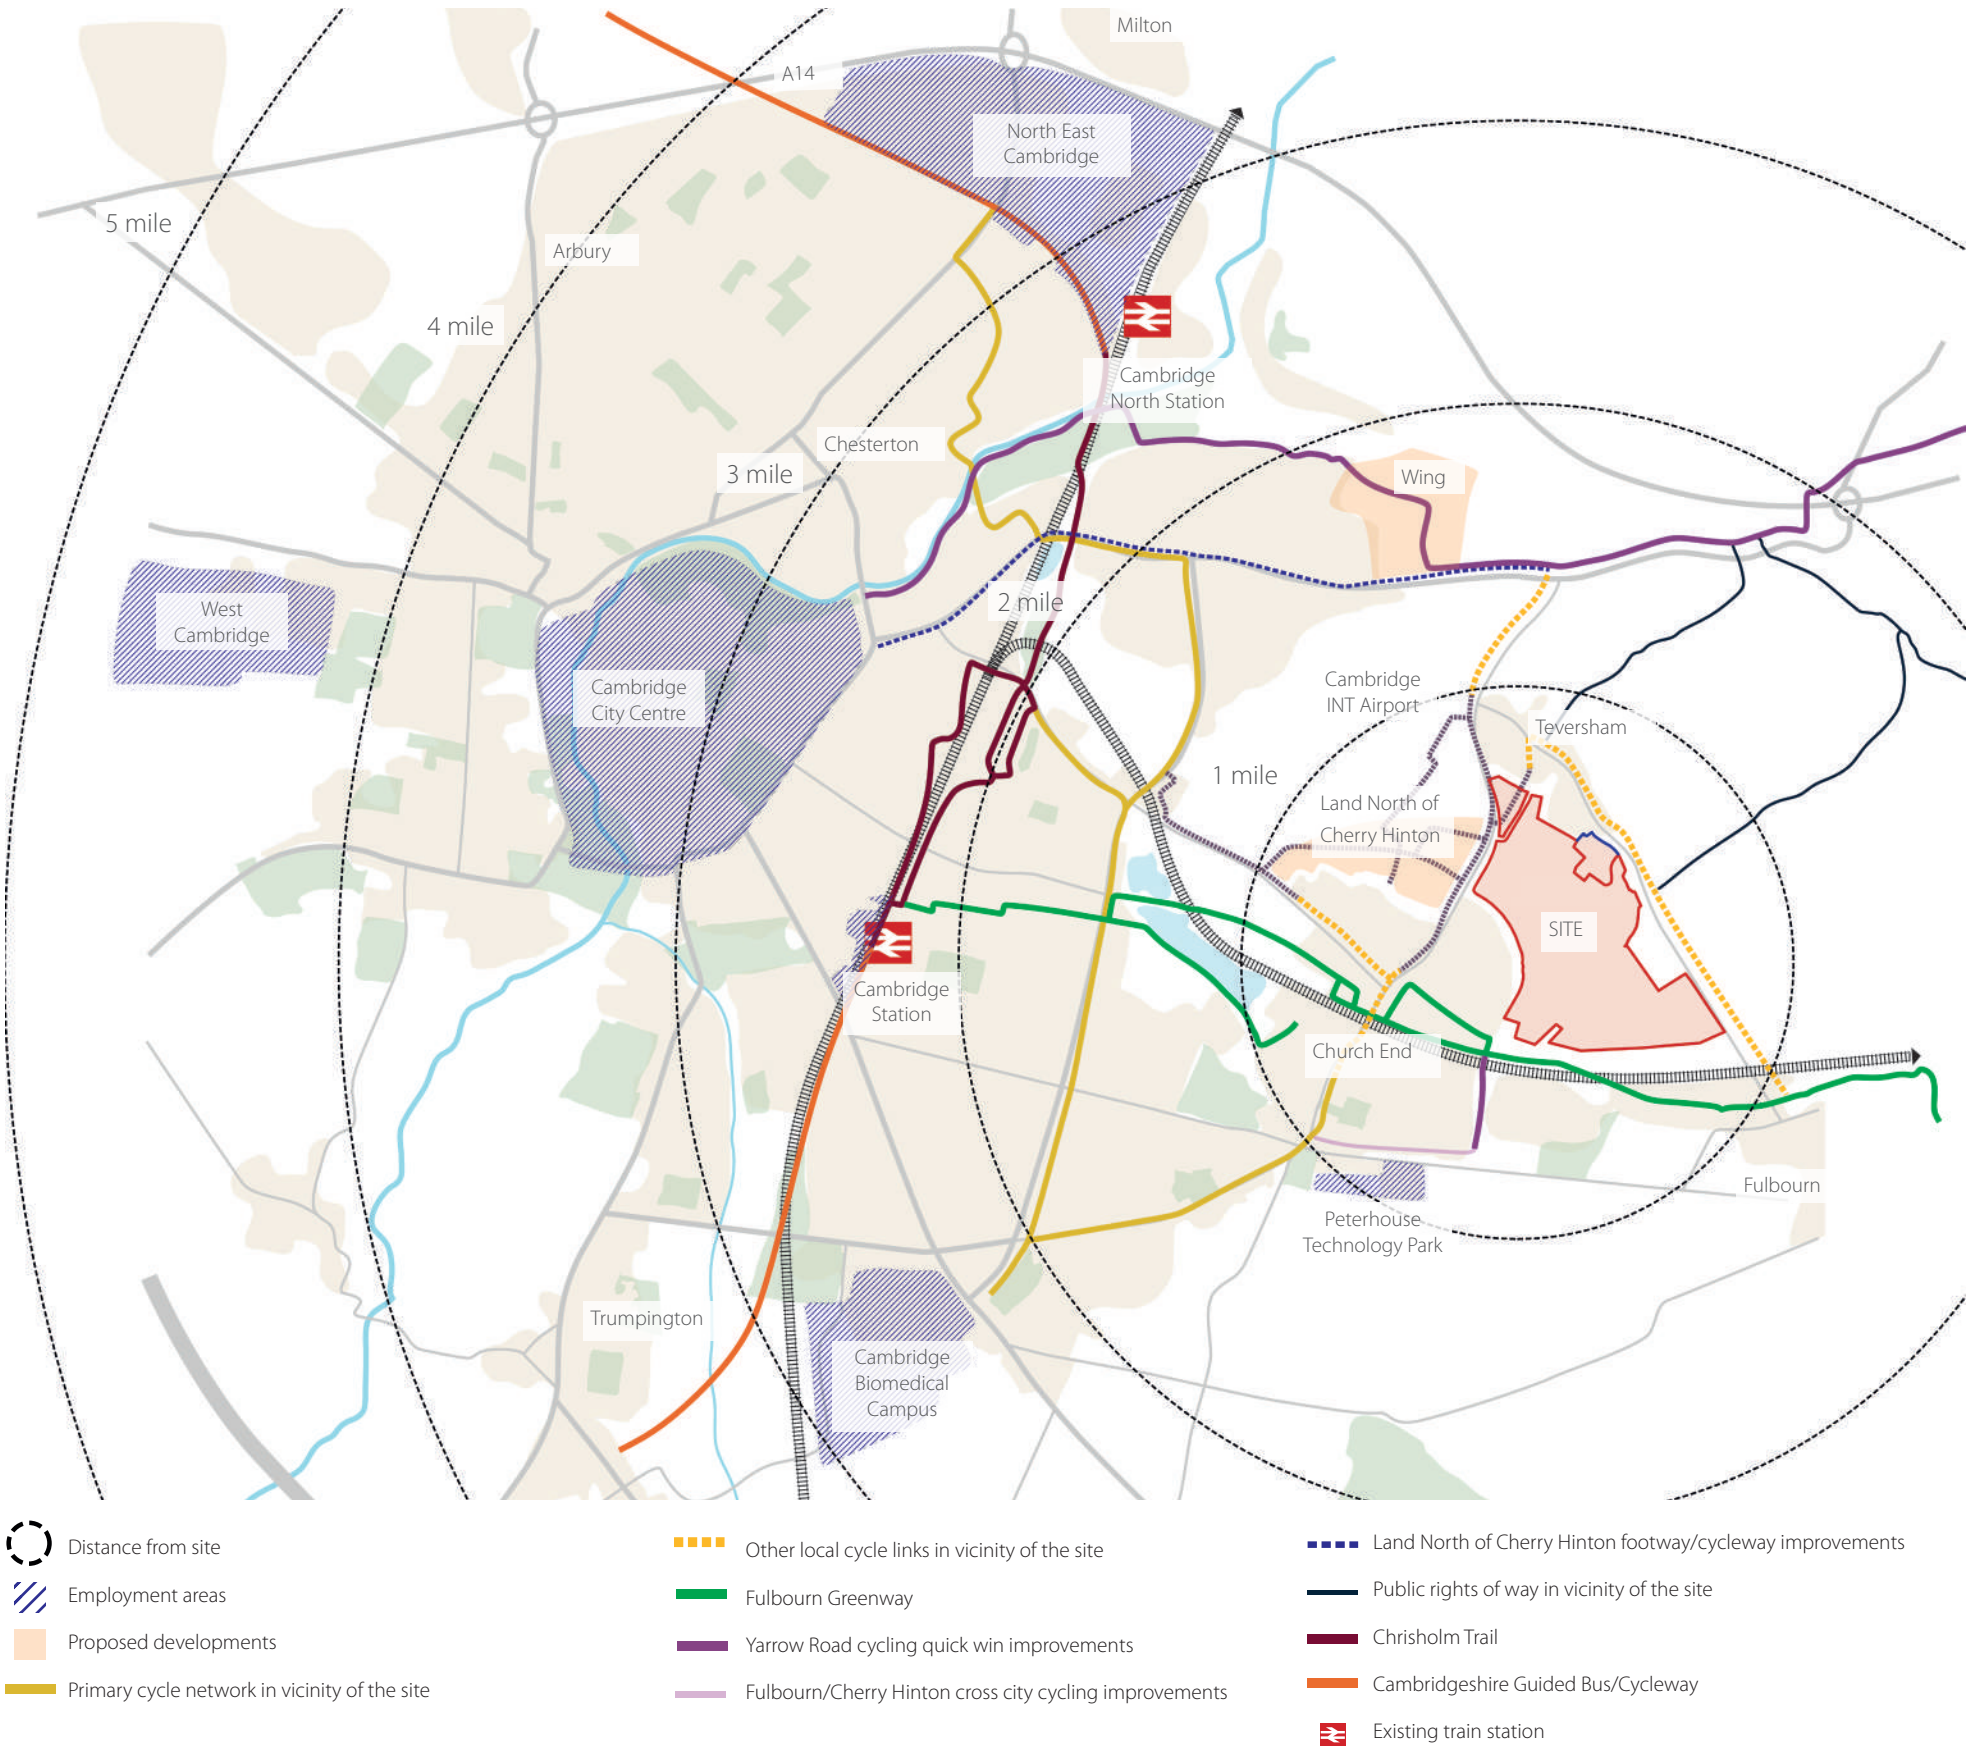 Milton
A14
North East
Cambridge
5 mile
Arbury
4 mile
Cambridge
North Station
Chesterton
3 mile
Wing
West
Cambridge
2 mile
Cambridge
City Centre
Cambridge
INT Airport
Teversham
1 mile
Land North of
Cherry Hinton
SITE
Cambridge
Station
Church End
Fulbourn
Peterhouse
Technology Park
Trumpington
Cambridge
Biomedical
Campus
Distance from site
Employment areas
Proposed developments
Primary cycle network in vicinity of the site
Other local cycle links in vicinity of the site
Fulbourn Greenway
Yarrow Road cycling quick win improvements
Fulbourn/Cherry Hinton cross city cycling improvements
Land North of Cherry Hinton footway/cycleway improvements
Public rights of way in vicinity of the site
Chrisholm Trail
Cambridgeshire Guided Bus/Cycleway
Existing train station